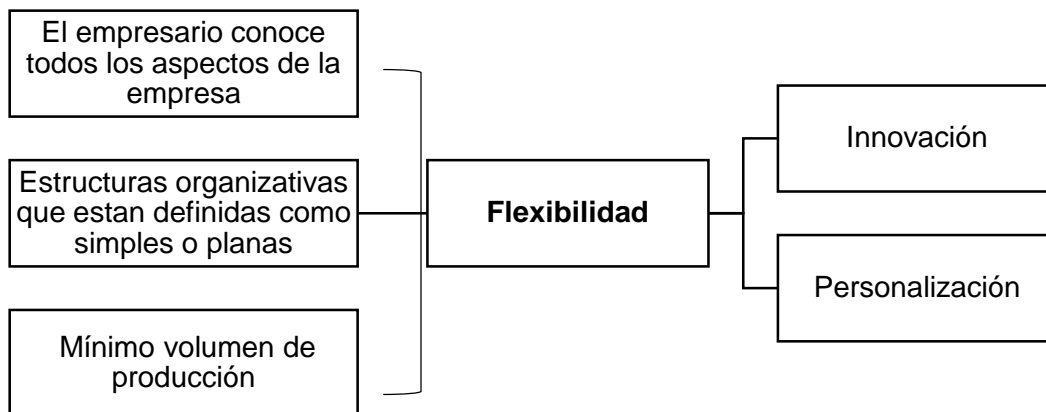 El empresario conoce
todos los aspectos de la
empresa
Estructuras organizativas
que estan definidas como
simples o planas
Mínimo volumen de
producción
Flexibilidad
Innovación
Personalización